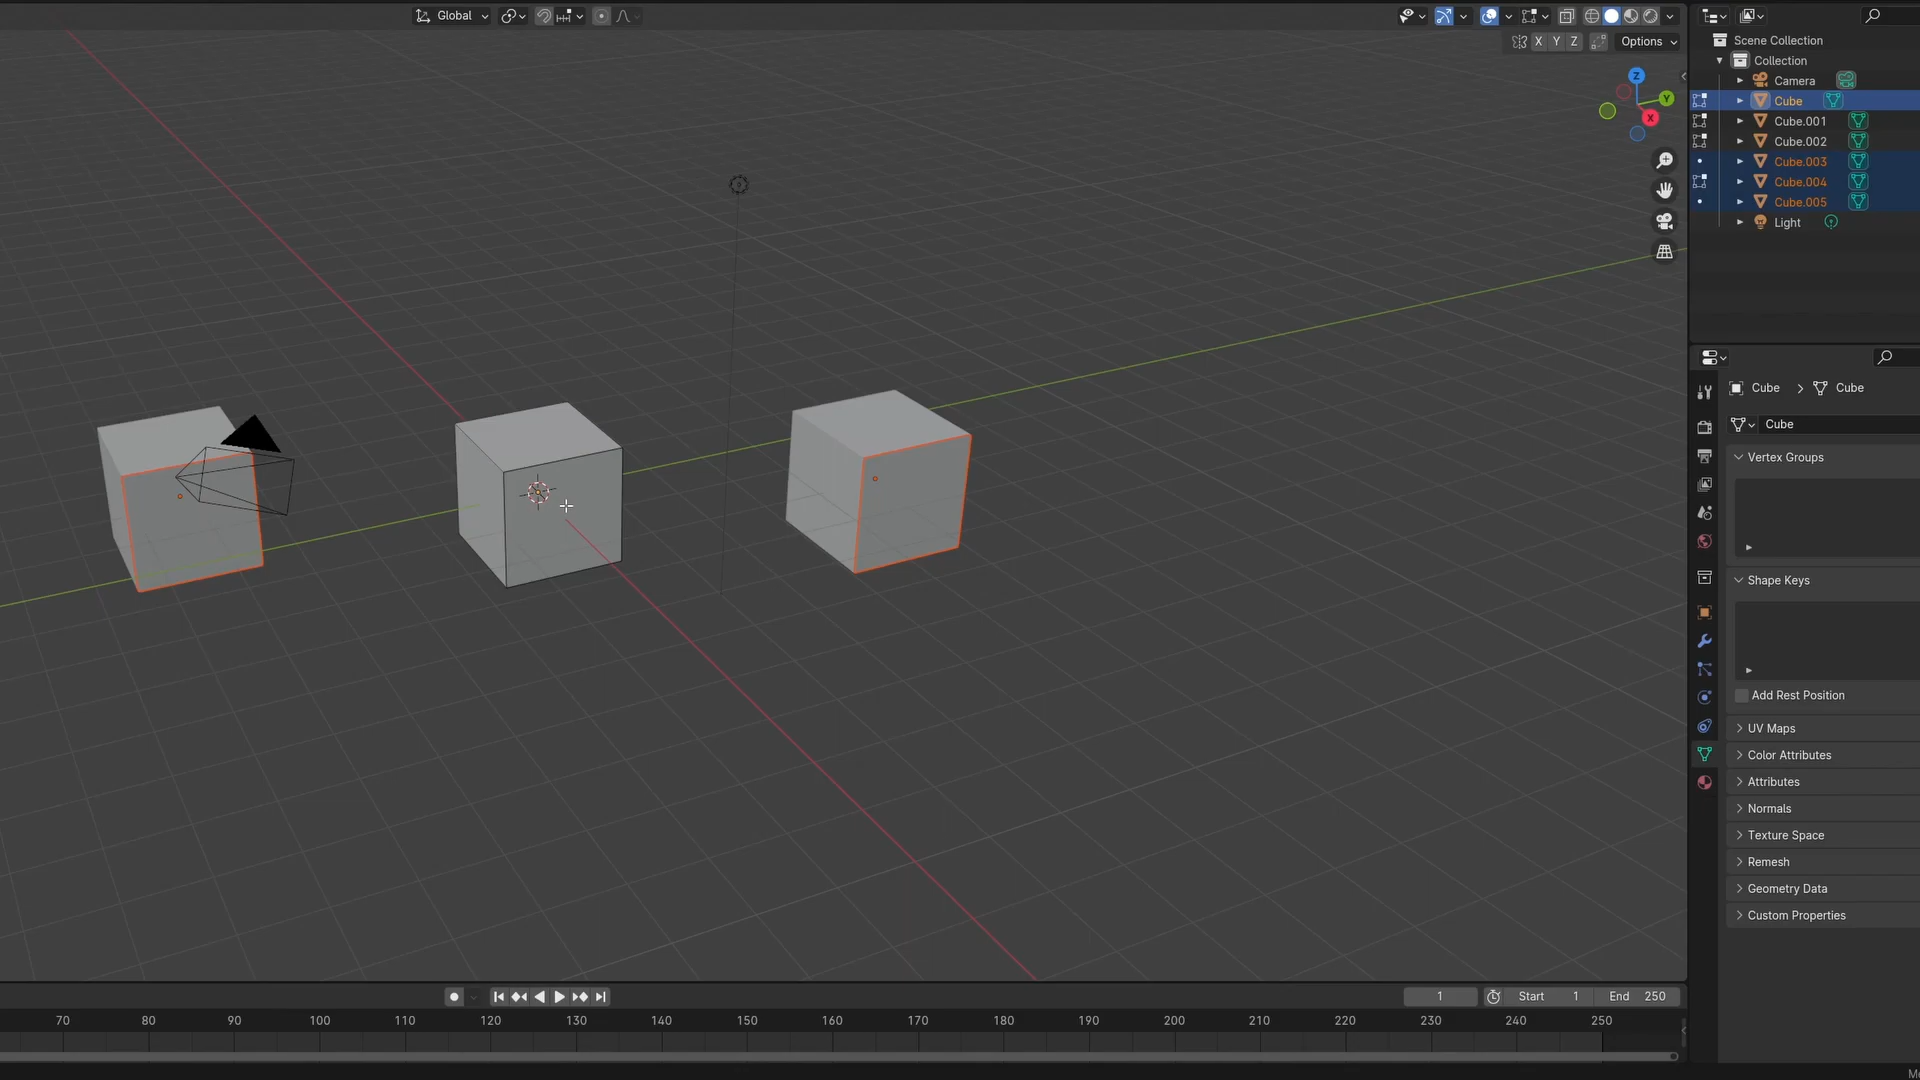 Global
X Y Z Options
Z
Y
X
Scene Collection
Collection
Camera
Cube
Cube.001
Cube.002
Cube.003
Cube.004
Cube.005
Light
Cube > Cube
Cube
Vertex Groups
Shape Keys
Add Rest Position
UV Maps
Color Attributes
Attributes
Normals
Texture Space
Remesh
Geometry Data
Custom Properties
1 Start 1 End 250
70 80 90 100 110 120 130 140 150 160 170 180 190 200 210 220 230 240 250